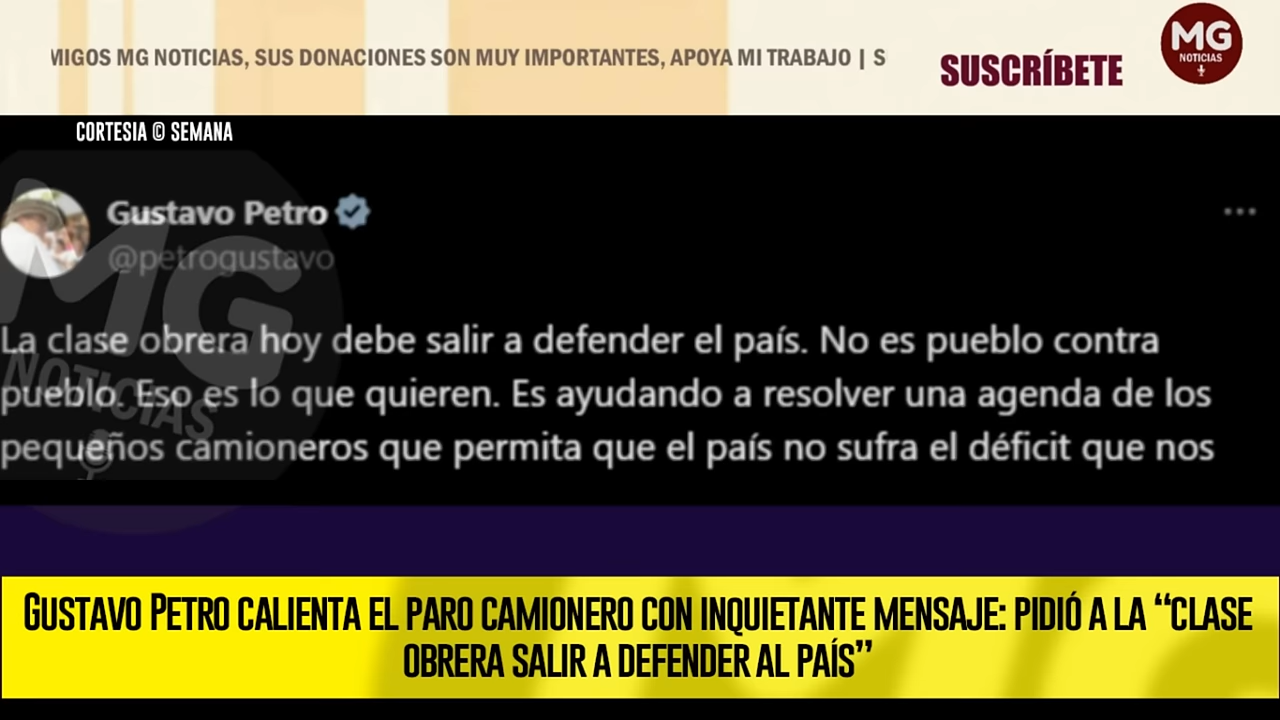 MIGOS MG NOTICIAS, SUS DONACIONES SON MUY IMPORTANTES, APOYA MI TRABAJO | S
SUSCRÍBETE
MG
NOTICIAS
CORTESIA © SEMANA
Gustavo Petro
@petrogustavo
La clase obrera hoy debe salir a defender el país. No es pueblo contra
pueblo. Eso es lo que quieren. Es ayudando a resolver una agenda de los
pequeños camioneros que permita que el país no sufra el déficit que nos
MG
NOTICIAS
GUSTAVO PETRO CALIENTA EL PARO CAMIONERO CON INQUIETANTE MENSAJE: PIDIÓ A LA “CLASE
OBRERA SALIR A DEFENDER AL PAÍS”